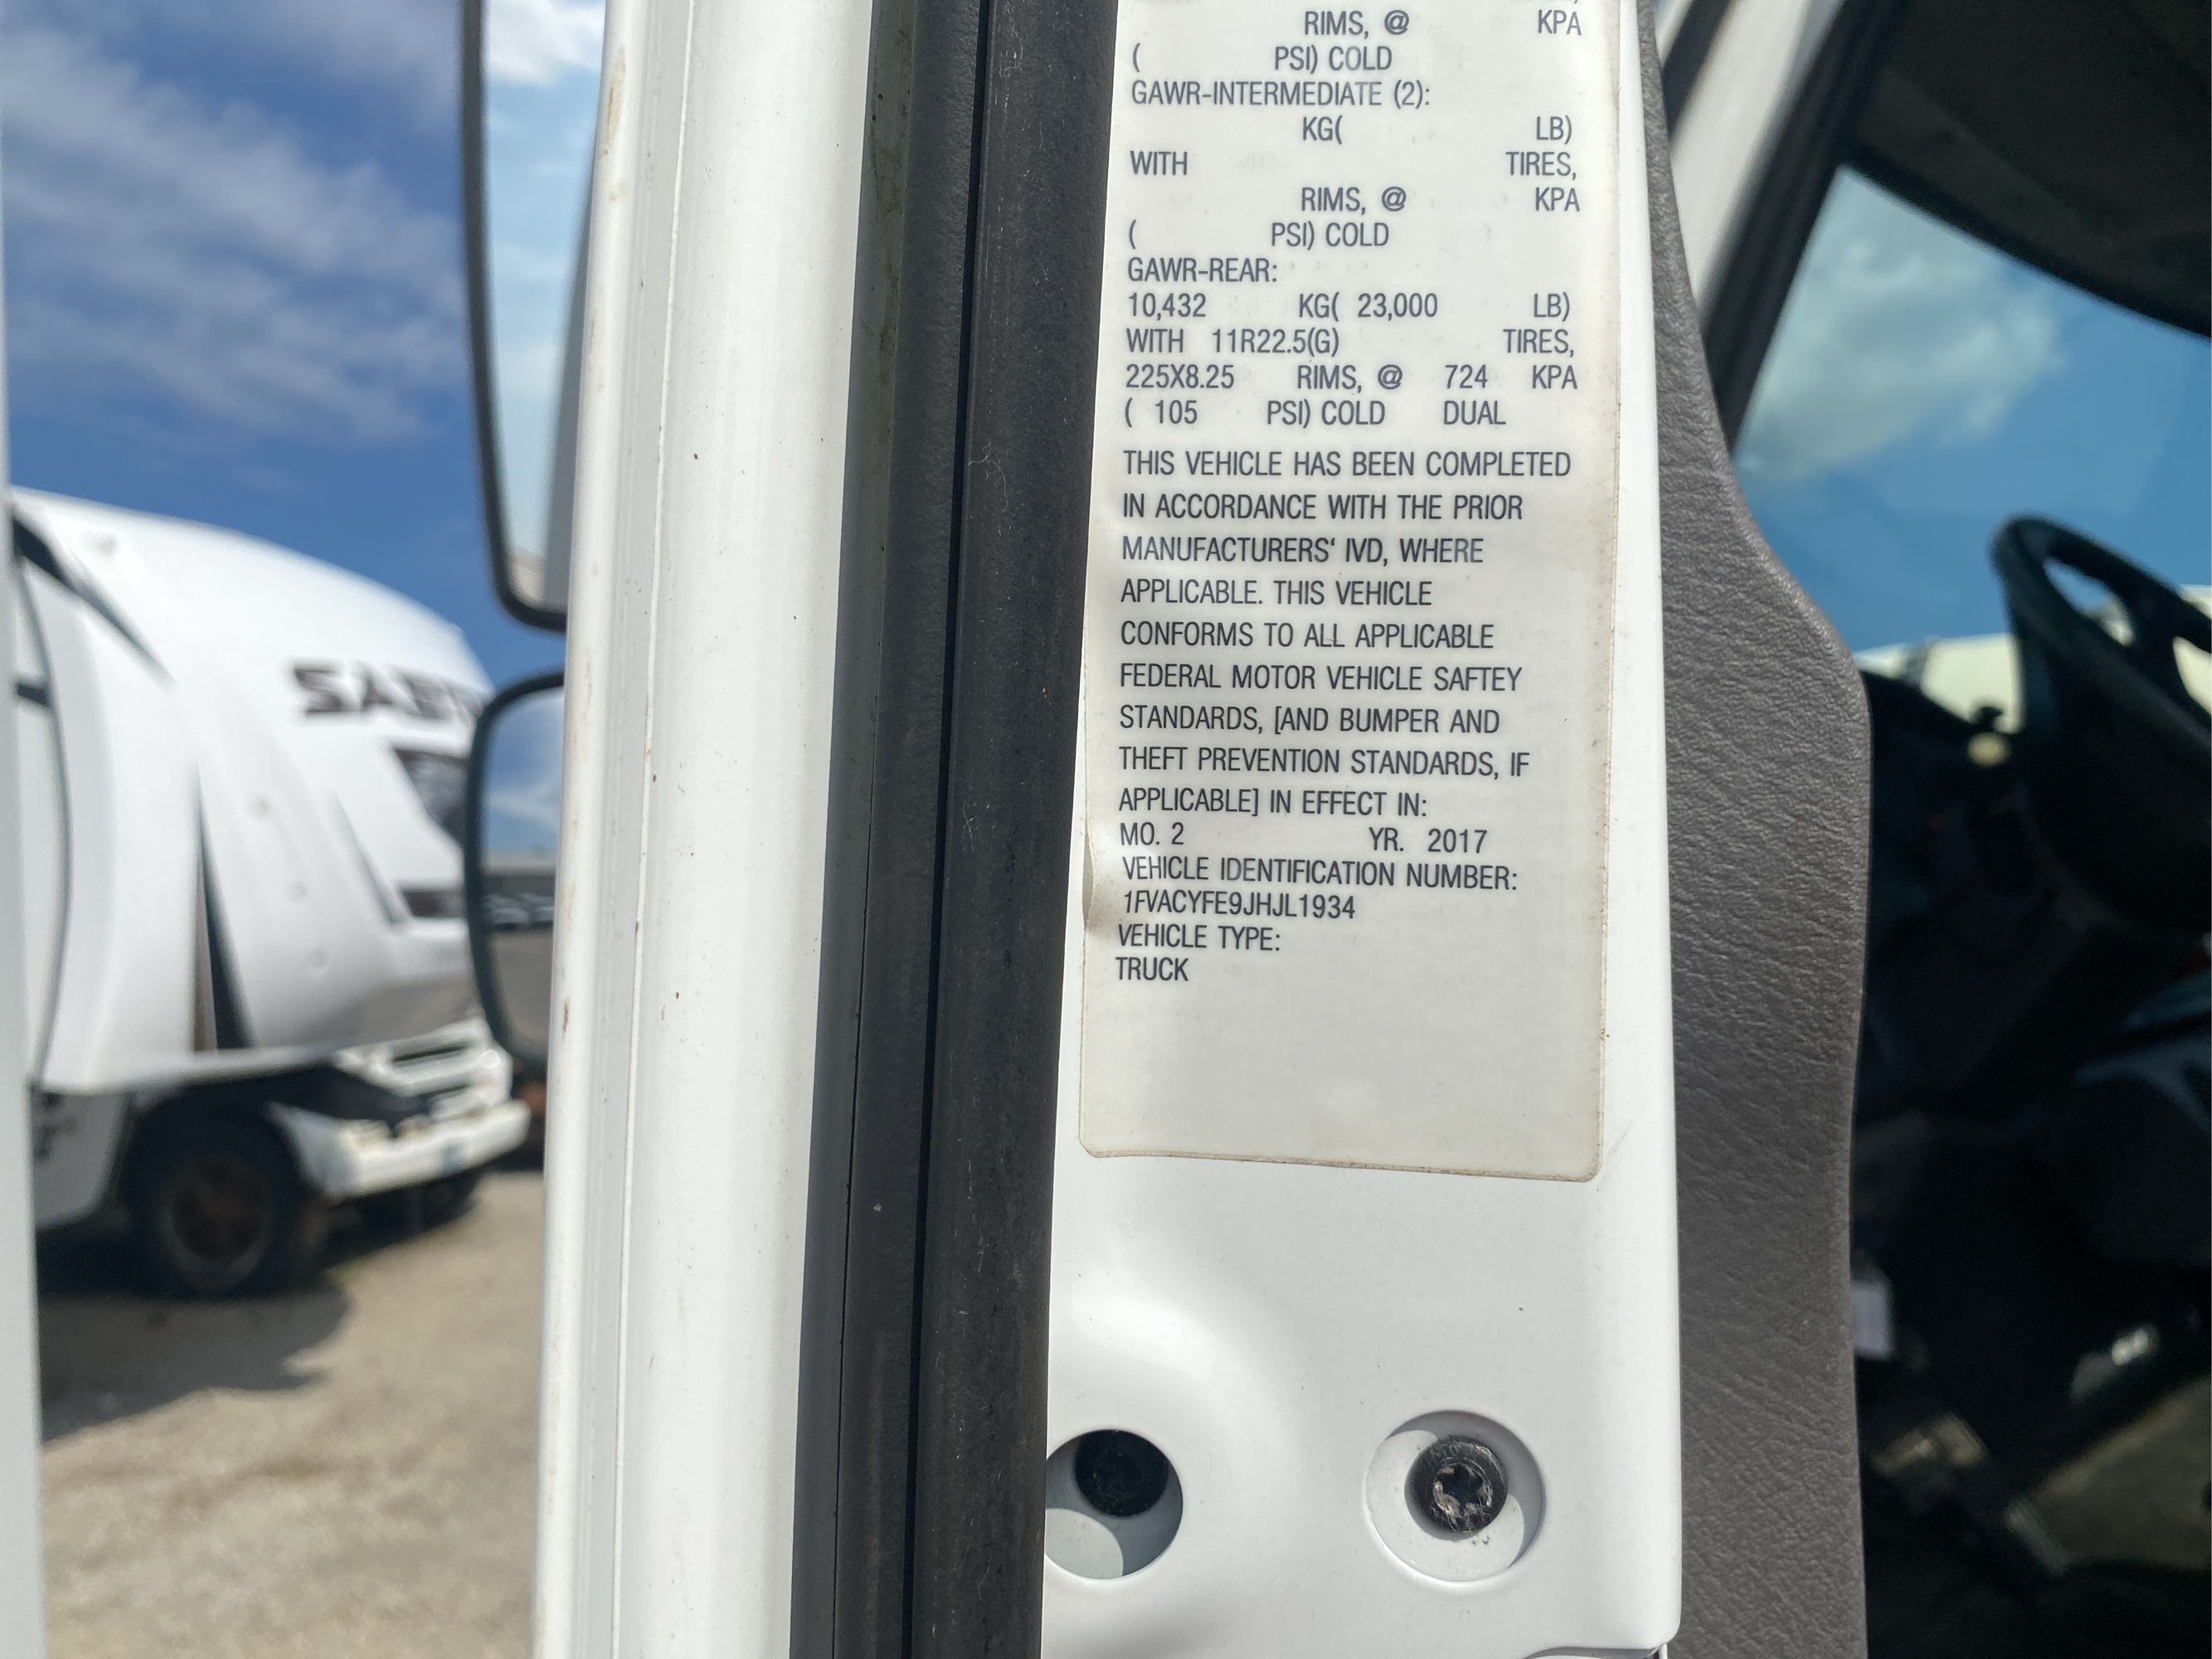 RIMS, @ KPA
( PSI) COLD
GAWR-INTERMEDIATE (2):
KG( LB)
WITH TIRES,
RIMS, @ KPA
( PSI) COLD
GAWR-REAR:
10,432 KG( 23,000 LB)
WITH 11R22.5(G) TIRES,
225X8.25 RIMS, @ 724 KPA
( 105 PSI) COLD DUAL
THIS VEHICLE HAS BEEN COMPLETED
IN ACCORDANCE WITH THE PRIOR
MANUFACTURERS' IVD, WHERE
APPLICABLE. THIS VEHICLE
CONFORMS TO ALL APPLICABLE
FEDERAL MOTOR VEHICLE SAFTEY
STANDARDS, [AND BUMPER AND
THEFT PREVENTION STANDARDS, IF
APPLICABLE] IN EFFECT IN:
MO. 2 YR. 2017
VEHICLE IDENTIFICATION NUMBER:
1FVACYFE9JHJL1934
VEHICLE TYPE:
TRUCK